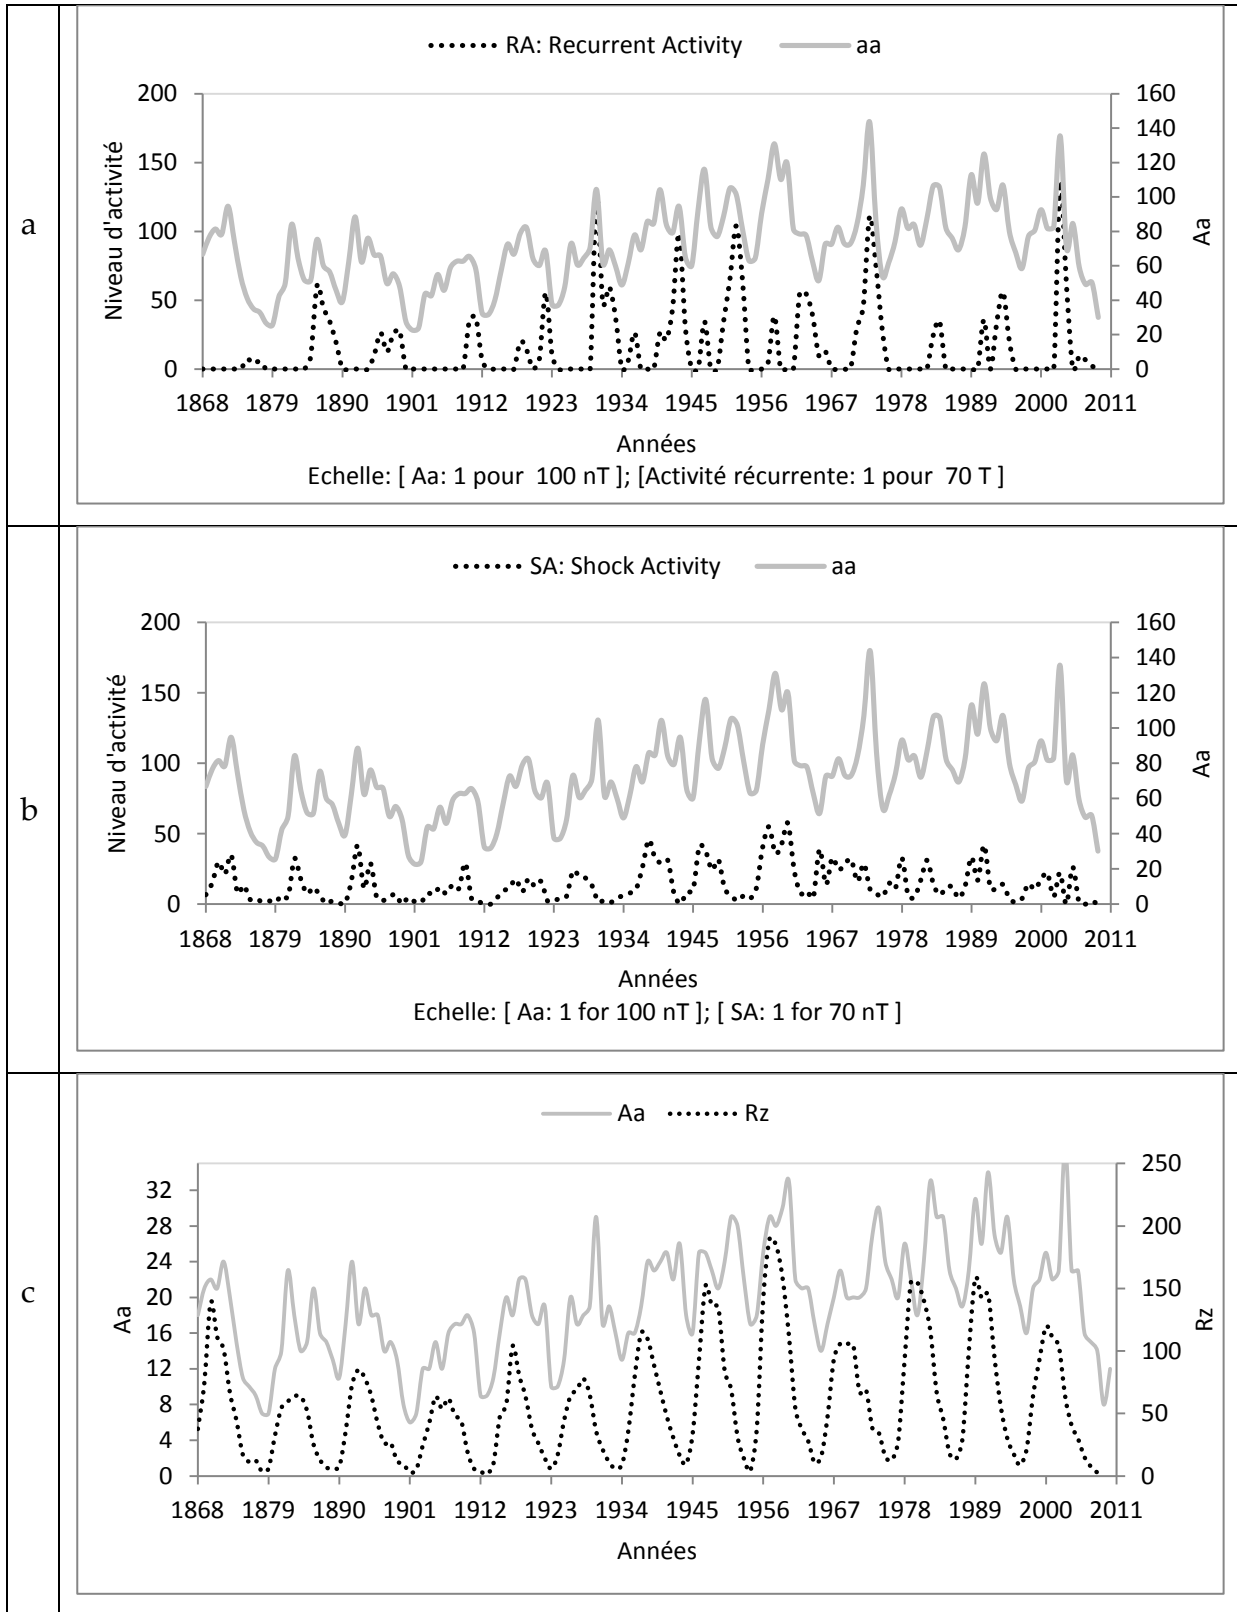 a
RA: Recurrent Activity aa
200 160
140
150 120
100
100 80
60
50 40
20
0 0
Niveau d'activité
Aa
1868 1879 1890 1901 1912 1923 1934 1945 1956 1967 1978 1989 2000 2011
Années
Echelle: [ Aa: 1 pour 100 nT ]; [Activité récurrente: 1 pour 70 T ]
b
SA: Shock Activity aa
200 160
140
150 120
100
100 80
60
50 40
20
0 0
Niveau d'activité
Aa
1868 1879 1890 1901 1912 1923 1934 1945 1956 1967 1978 1989 2000 2011
Années
Echelle: [ Aa: 1 for 100 nT ]; [ SA: 1 for 70 nT ]
c
Aa Rz
250
32
28 200
24
20 150
16
12 100
8 50
4
0 0
Aa
Rz
1868 1879 1890 1901 1912 1923 1934 1945 1956 1967 1978 1989 2000 2011
Années